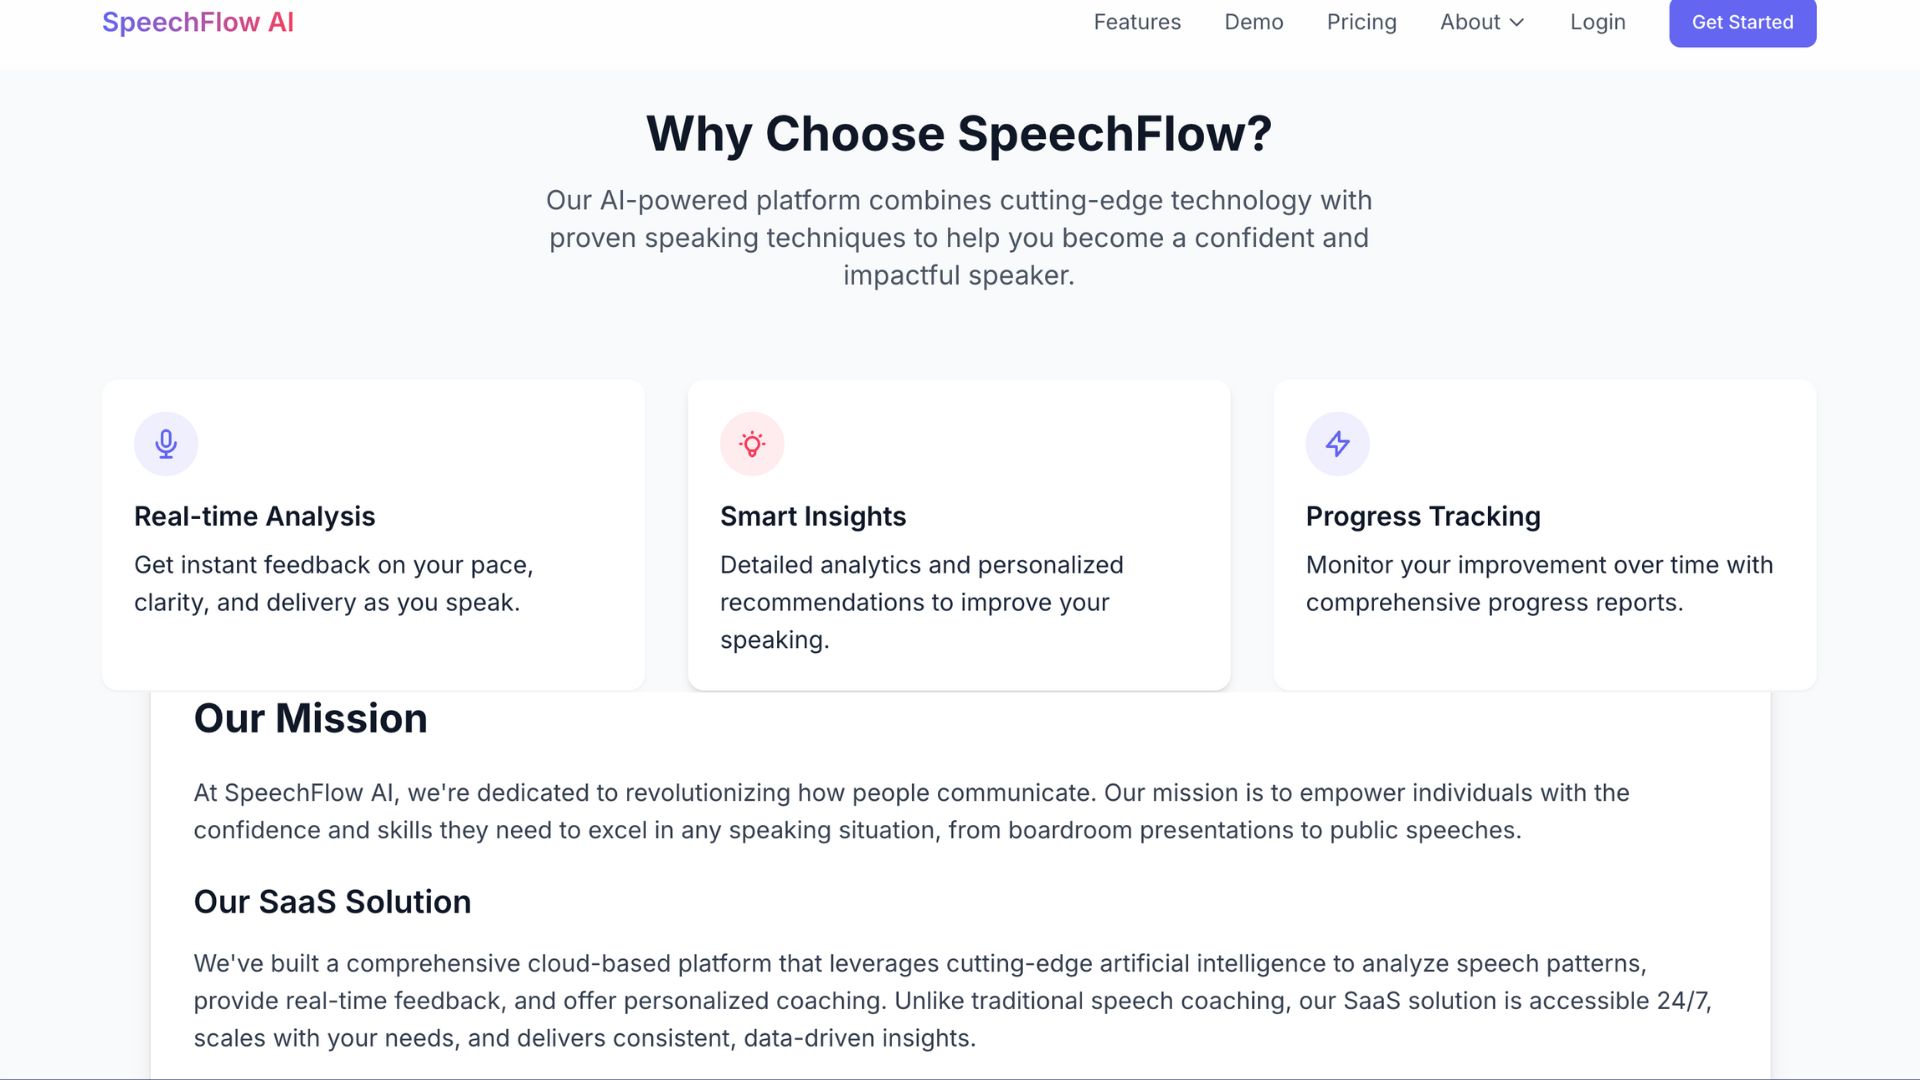 SpeechFlow AI
Features
Demo
Pricing
About
Login
Get Started
Why Choose SpeechFlow?
Our AI-powered platform combines cutting-edge technology with
proven speaking techniques to help you become a confident and
impactful speaker.
Real-time Analysis
Get instant feedback on your pace,
clarity, and delivery as you speak.
Smart Insights
Detailed analytics and personalized
recommendations to improve your
speaking.
Progress Tracking
Monitor your improvement over time with
comprehensive progress reports.
Our Mission
At SpeechFlow AI, we're dedicated to revolutionizing how people communicate. Our mission is to empower individuals with the
confidence and skills they need to excel in any speaking situation, from boardroom presentations to public speeches.
Our SaaS Solution
We've built a comprehensive cloud-based platform that leverages cutting-edge artificial intelligence to analyze speech patterns,
provide real-time feedback, and offer personalized coaching. Unlike traditional speech coaching, our SaaS solution is accessible 24/7,
scales with your needs, and delivers consistent, data-driven insights.